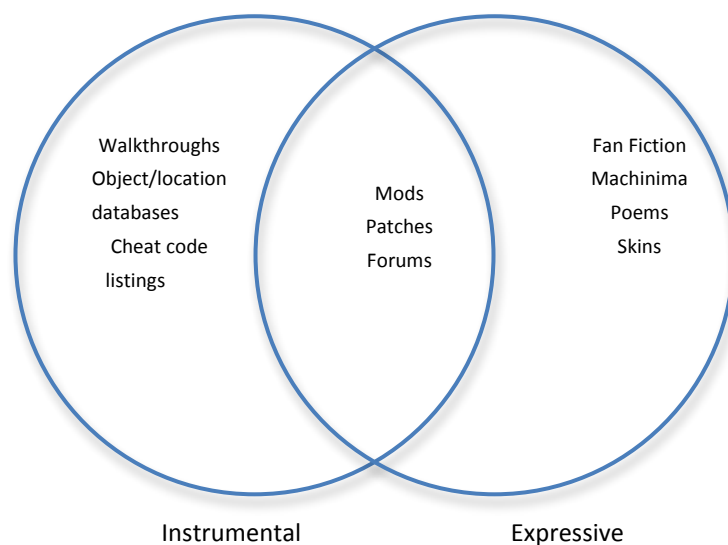 Walkthroughs
Object/location
databases
Cheat code
listings
Mods
Patches
Forums
Fan Fiction
Machinima
Poems
Skins
Instrumental
Expressive